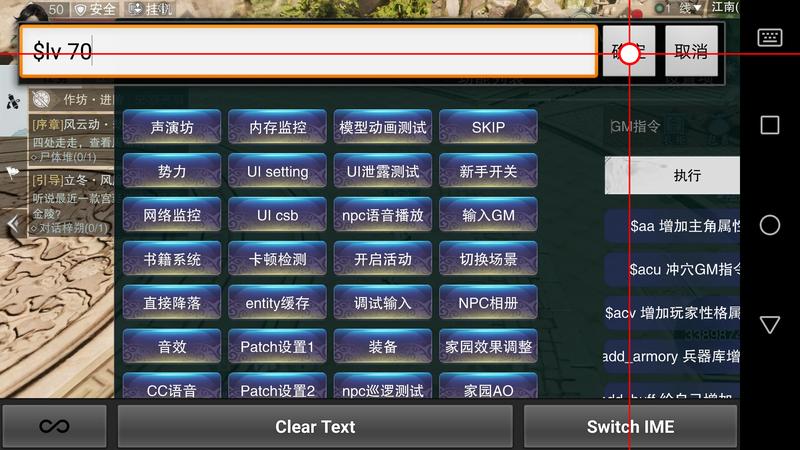 50 安全 挂机
1 线 江南
$lv 70
取消
作坊·进
[序章]风云动·
四处走走，查看
尸体堆(0/1)
[引导]立冬·风
听说最近一款宫
金陵?
对话梓朔(0/1)
声演坊 内存监控 模型动画测试 SKIP
势力 UI setting UI泄露测试 新手开关
网络监控 UI csb npc语音播放 输入GM
书籍系统 卡顿检测 开启活动 切换场景
直接降落 entity缓存 调试输入 NPC相册
音效 Patch设置1 装备 家园效果调整
CC语音 Patch设置2 npc巡逻测试 家园AO
GM指令
执行
$aa 增加主角属性
$acu 冲穴GM指令
$acv 增加玩家性格属
add_armory 兵器库增
Clear Text
Switch IME